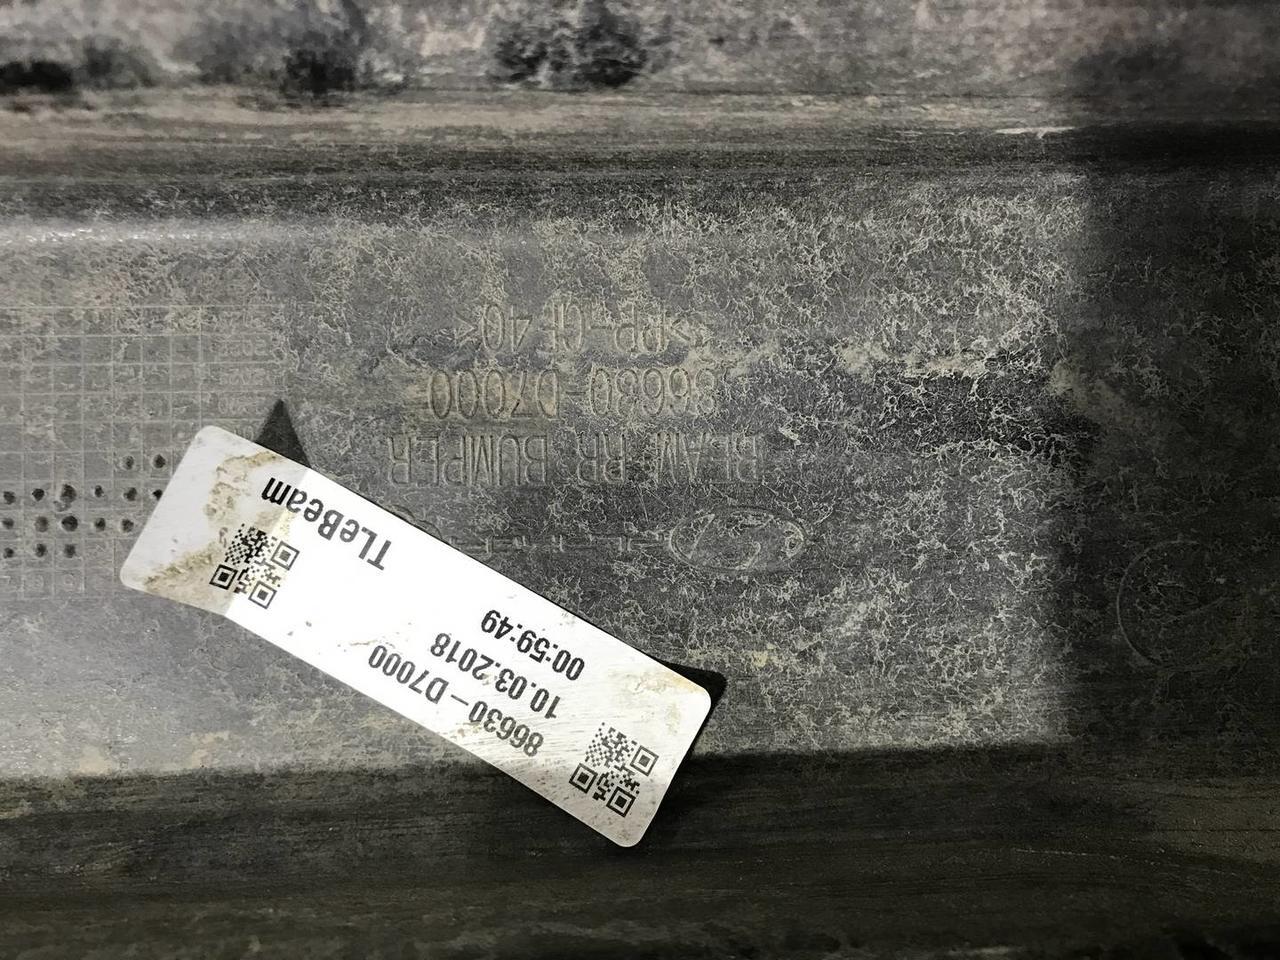 BEAM-RR BUMPER
86630-D7000
>PP-GF40<
86630-D7000
10.03.2018
00:59:49
TLeBeam